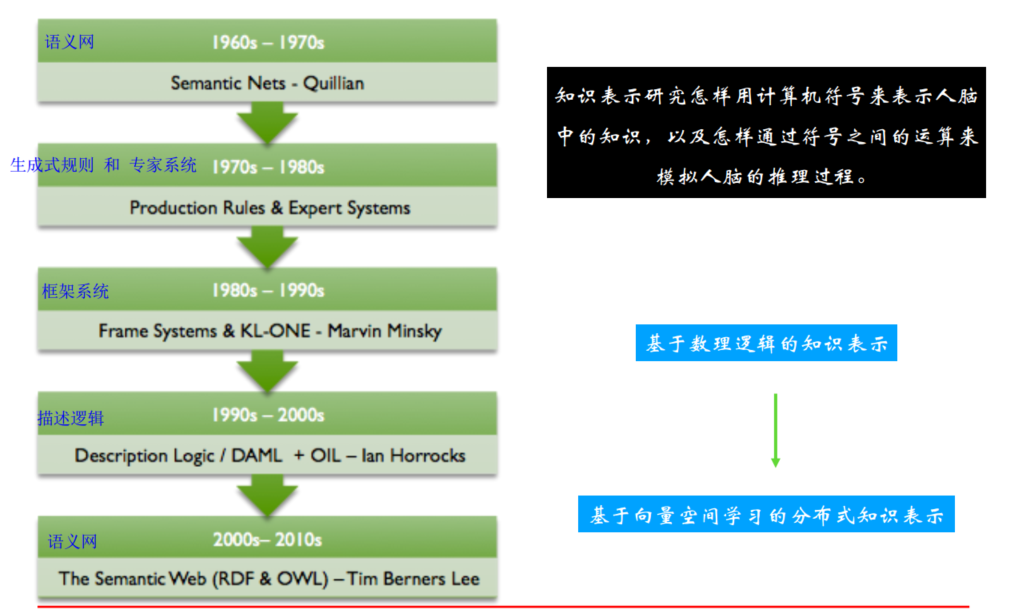 语义网 1960s – 1970s
Semantic Nets - Quillian
生成式规则 和 专家系统 1970s – 1980s
Production Rules & Expert Systems
框架系统 1980s – 1990s
Frame Systems & KL-ONE - Marvin Minsky
描述逻辑 1990s – 2000s
Description Logic / DAML + OIL – Ian Horrocks
语义网 2000s– 2010s
The Semantic Web (RDF & OWL) – Tim Berners Lee
知识表示研究怎样用计算机符号来表示人脑
中的知识，以及怎样通过符号之间的运算来
模拟人脑的推理过程。
基于数理逻辑的知识表示
基于向量空间学习的分布式知识表示